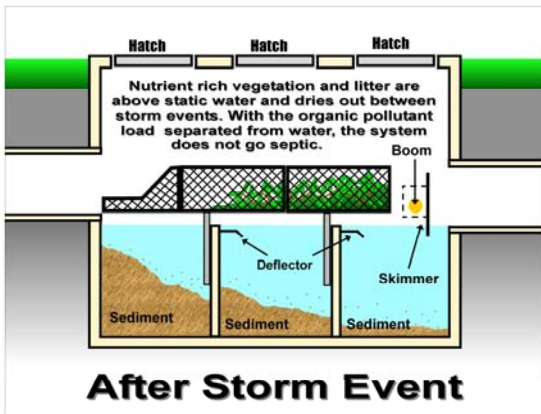 Hatch Hatch Hatch
Nutrient rich vegetation and litter are
above static water and dries out between
storm events. With the organic pollutant
load separated from water, the system
does not go septic.
Boom
Deflector
Skimmer
Sediment Sediment Sediment
After Storm Event